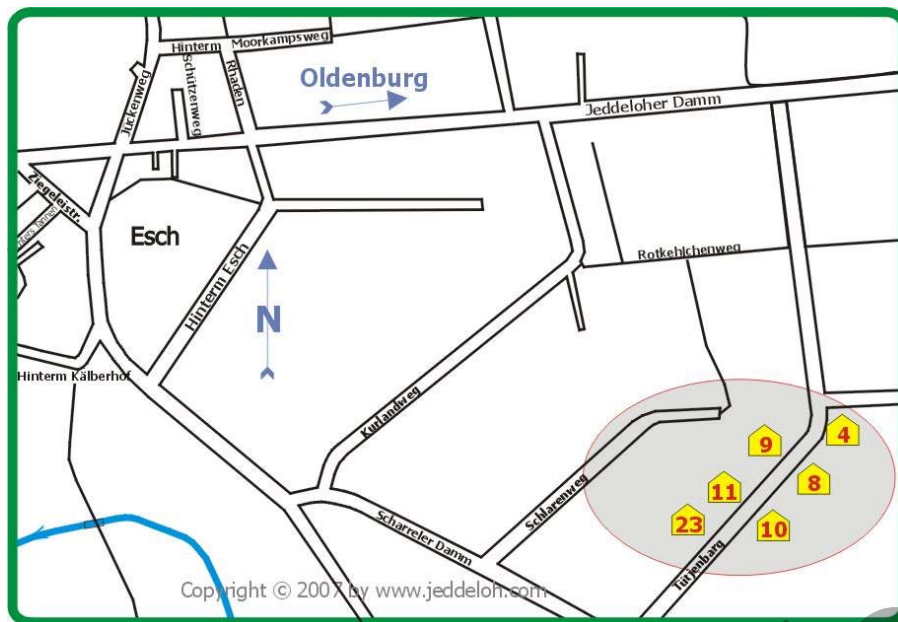 Hinterm Moorkampsweg
Jückenweg
Schützenweg
Rhaden
Oldenburg
Jeddeloher Damm
Ziegeleistr.
Esch
Hinterm Esch
Rotkehlchenweg
N
Hinterm Kälberhof
Kurlandweg
4
9
8
11
23
10
Schlarenweg
Scharreler Damm
Tütjenbarg
Copyright © 2007 by www.jeddeloh.com